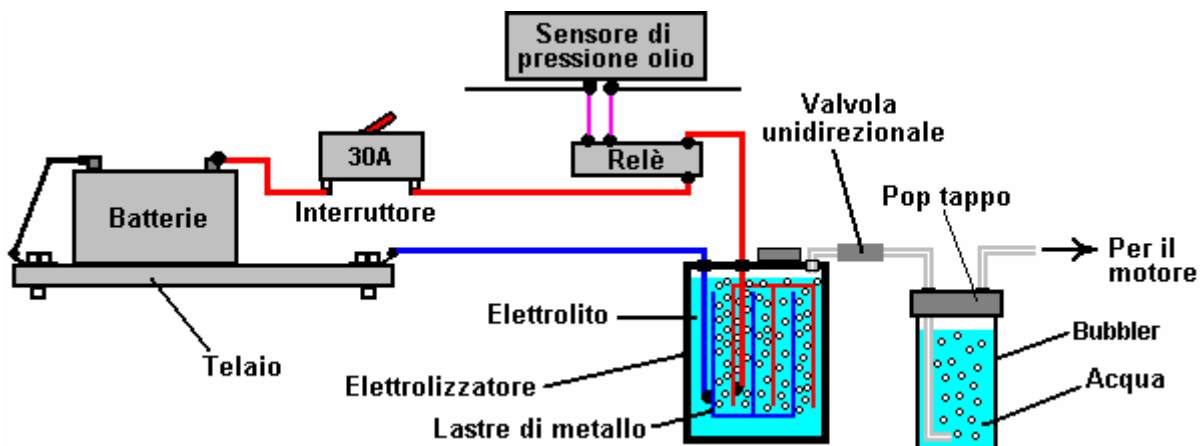 Sensore di
pressione olio
Valvola
unidirezionale
30A
Relè
Interruttore
Batterie
Pop tappo
Per il
motore
Elettrolito
Bubbler
Telaio
Elettrolizzatore
Acqua
Lastre di metallo